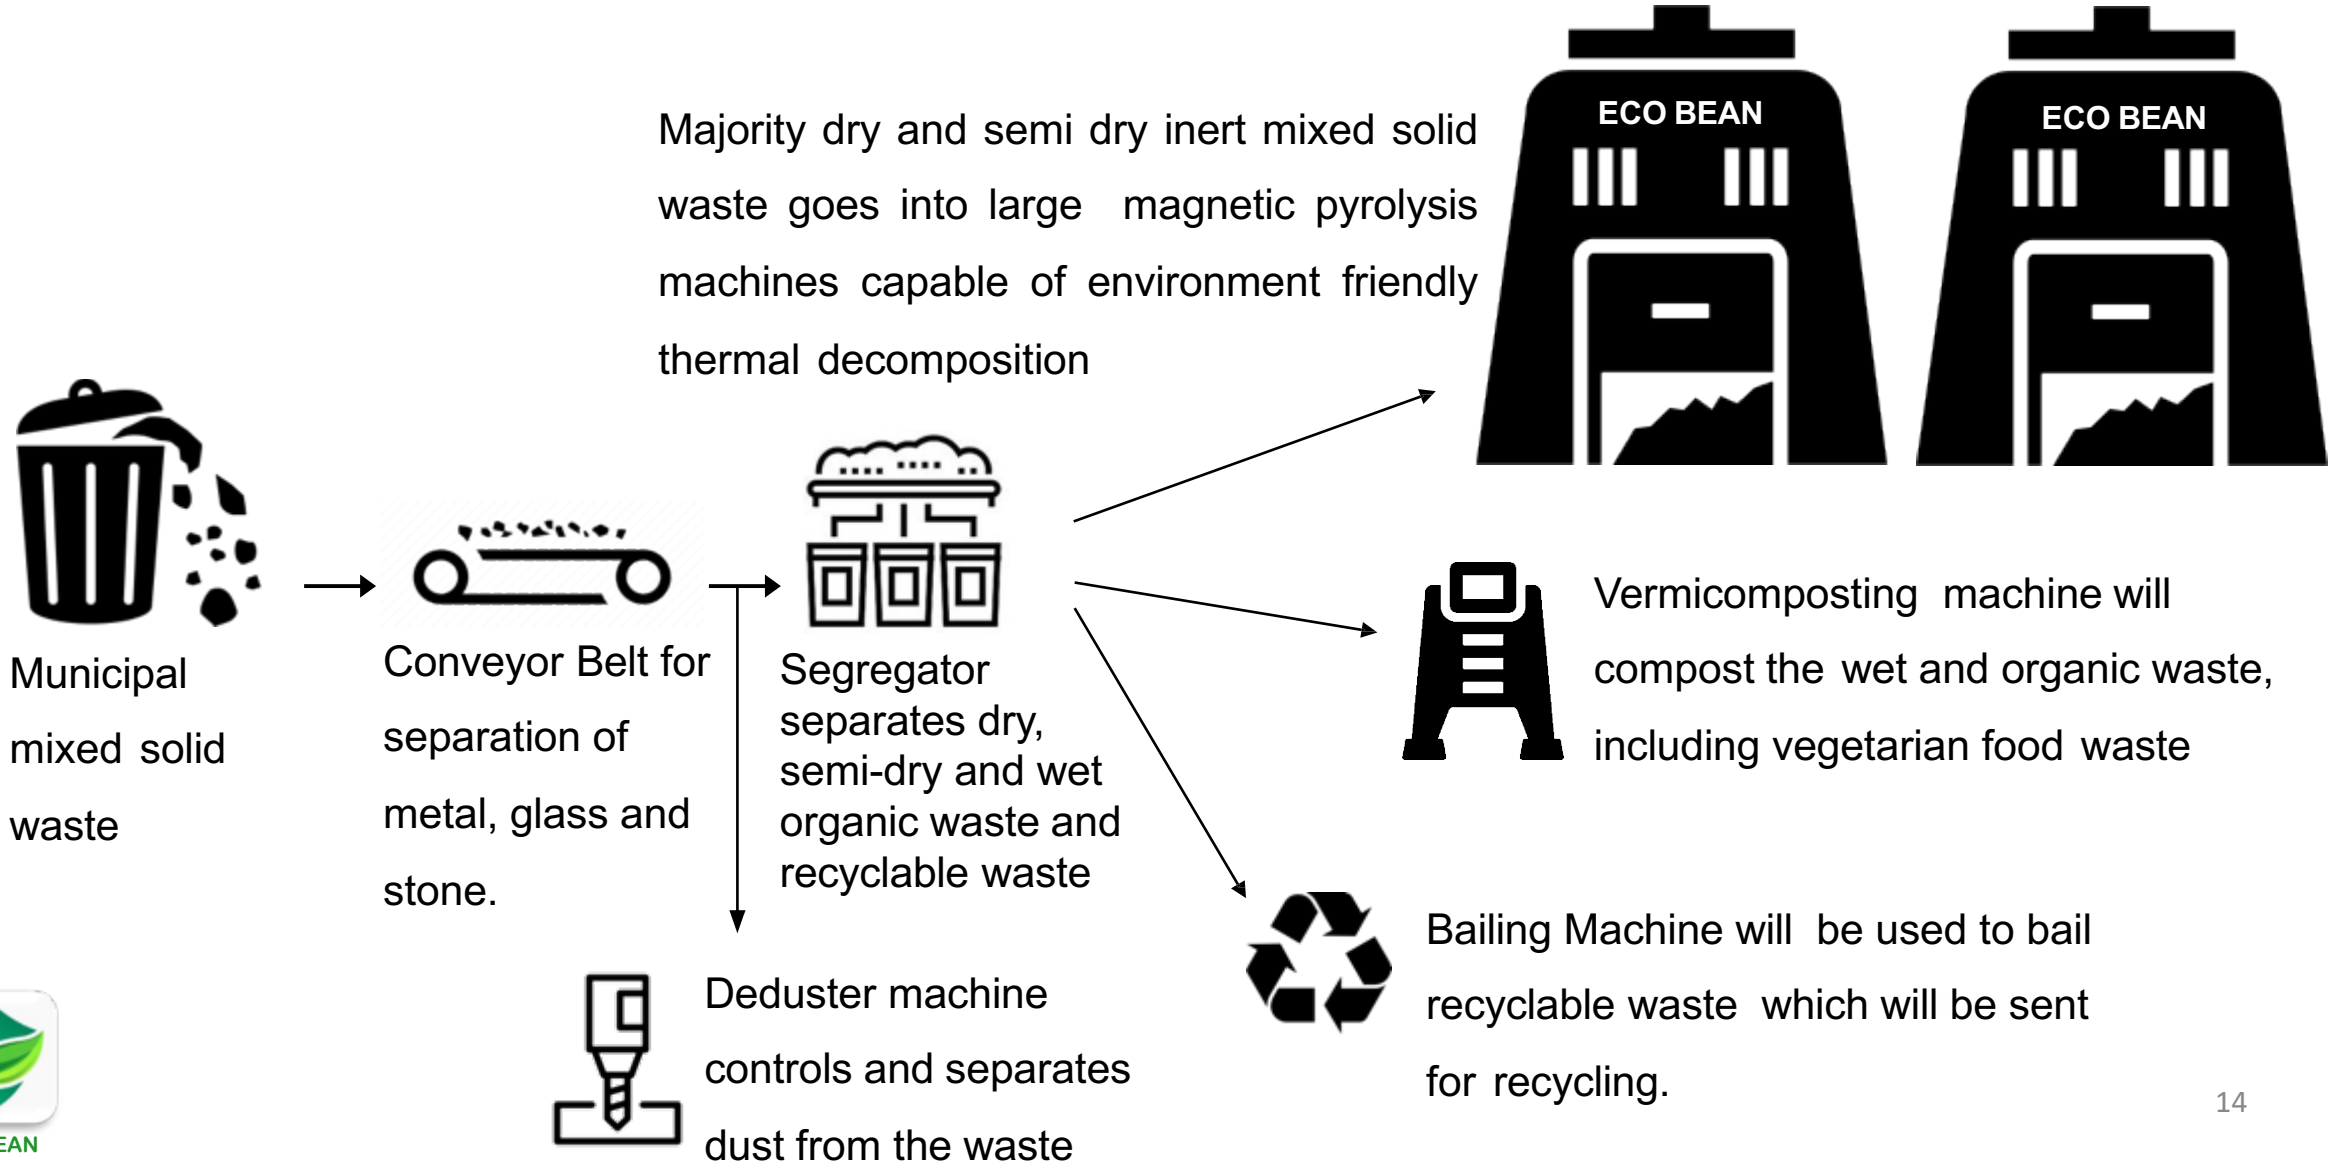 ECO BEAN
ECO BEAN
Majority dry and semi dry inert mixed solid
waste goes into large magnetic pyrolysis
machines capable of environment friendly
thermal decomposition
Municipal
mixed solid
waste
Conveyor Belt for
separation of
metal, glass and
stone.
Segregator
separates dry,
semi-dry and wet
organic waste and
recyclable waste
Vermicomposting machine will
compost the wet and organic waste,
including vegetarian food waste
Deduster machine
controls and separates
dust from the waste
Bailing Machine will be used to bail
recyclable waste which will be sent
for recycling.
EAN
14